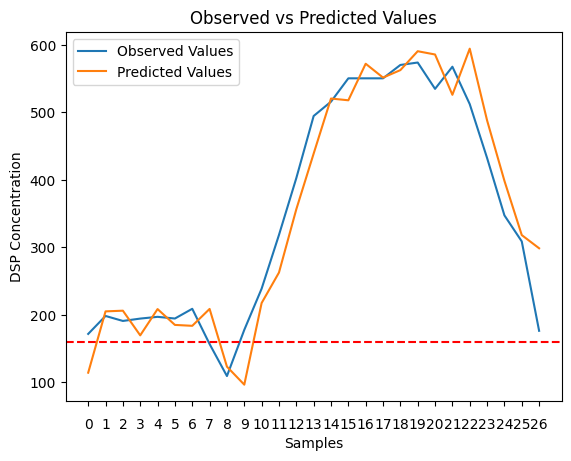 Observed vs Predicted Values
Observed Values
Predicted Values
DSP Concentration
600
500
400
300
200
100
0 1 2 3 4 5 6 7 8 9 10 11 12 13 14 15 16 17 18 19 20 21 22 23 24 25 26
Samples